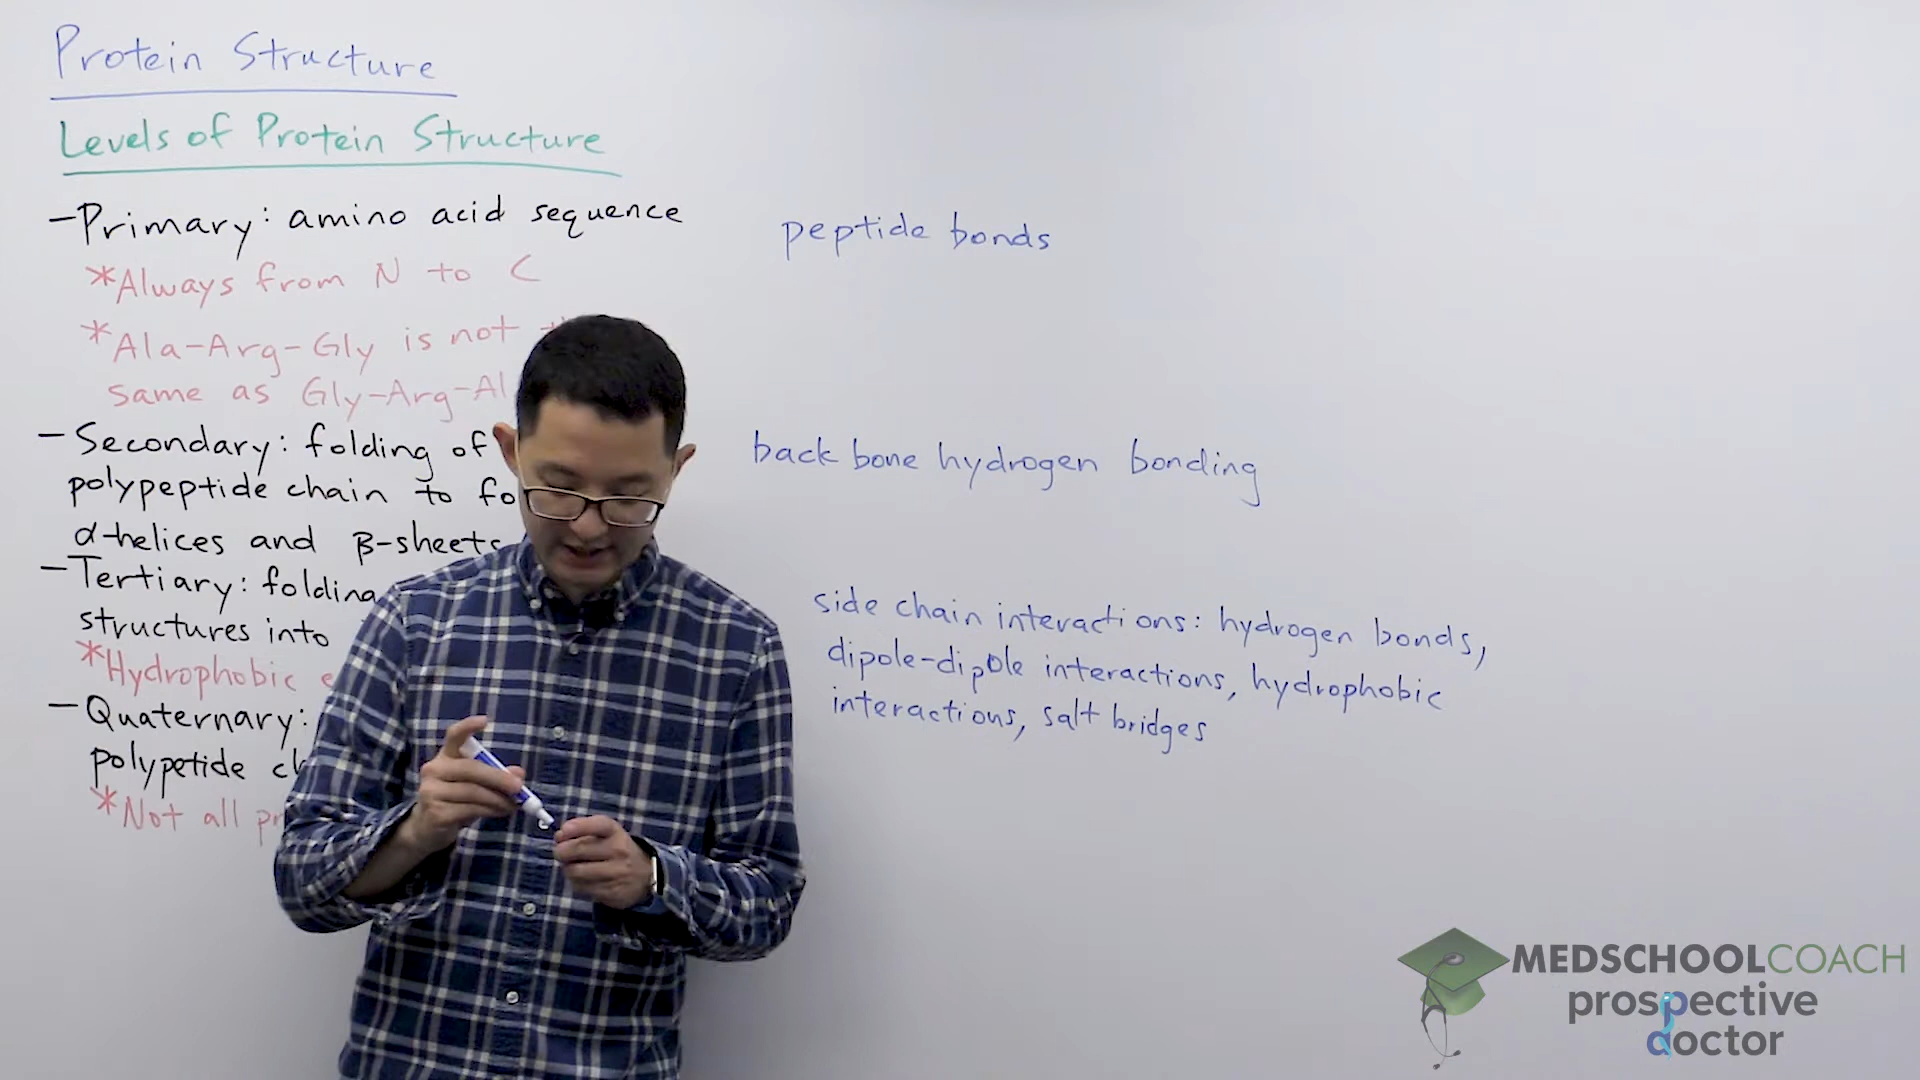 Protein Structure
Levels of Protein Structure
-Primary: amino acid sequence
peptide bonds
*Always from N to C
*Ala-Arg-Gly is not
same as Gly-Arg-Al
-Secondary: folding of
polypeptide chain to fo
α-helices and β-sheets
back bone hydrogen bonding
-Tertiary: folding
structures into
*Hydrophobic e
side chain interactions: hydrogen bonds,
dipole-dipole interactions, hydrophobic
interactions, salt bridges
-Quaternary:
polypetide ch
*Not all pr
MEDSCHOOLCOACH
prospective
doctor